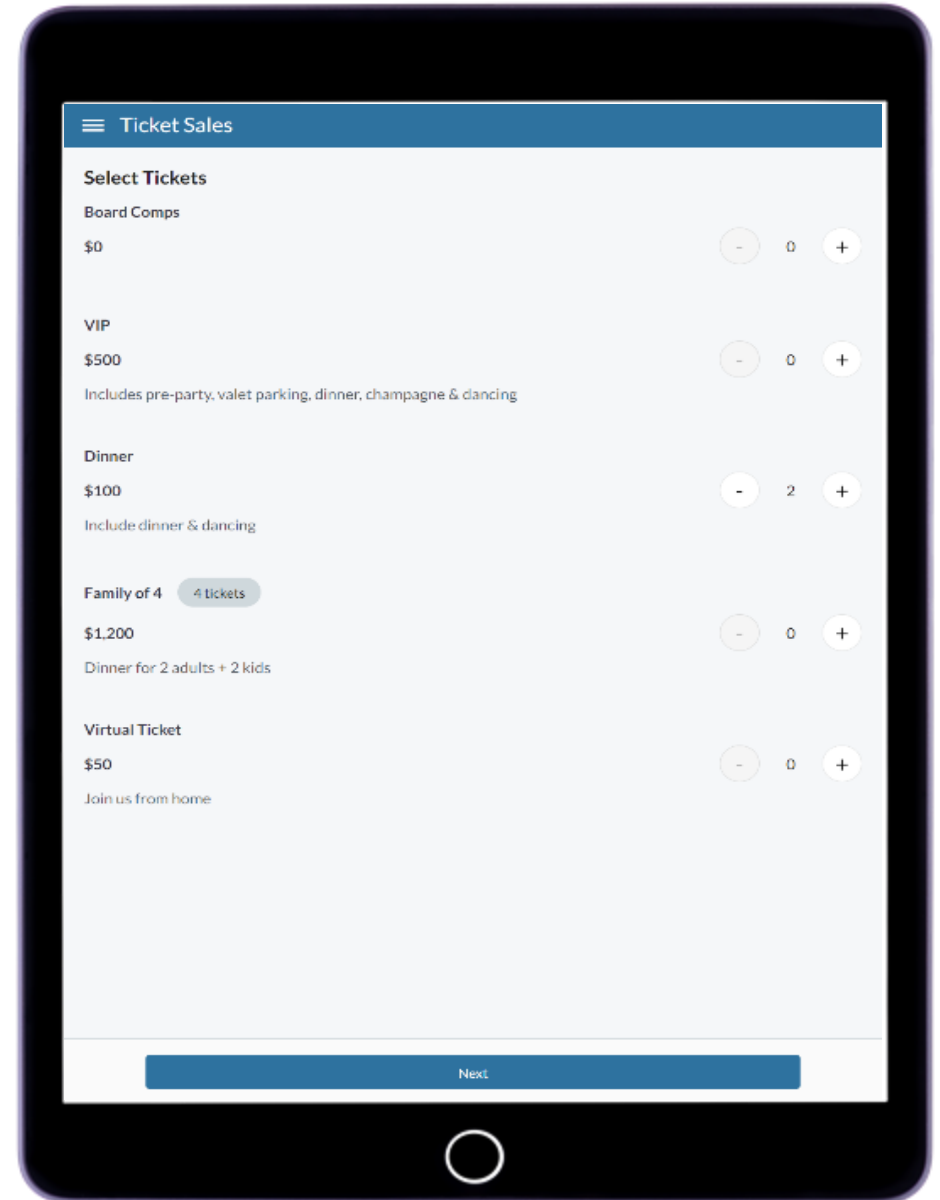 Ticket Sales
Select Tickets
Board Comps
$0 - 0 +
VIP
$500 - 0 +
Includes pre-party, valet parking, dinner, champagne & dancing
Dinner
$100 - 2 +
Include dinner & dancing
Family of 4 4 tickets
$1,200 - 0 +
Dinner for 2 adults + 2 kids
Virtual Ticket
$50 - 0 +
Join us from home
Next